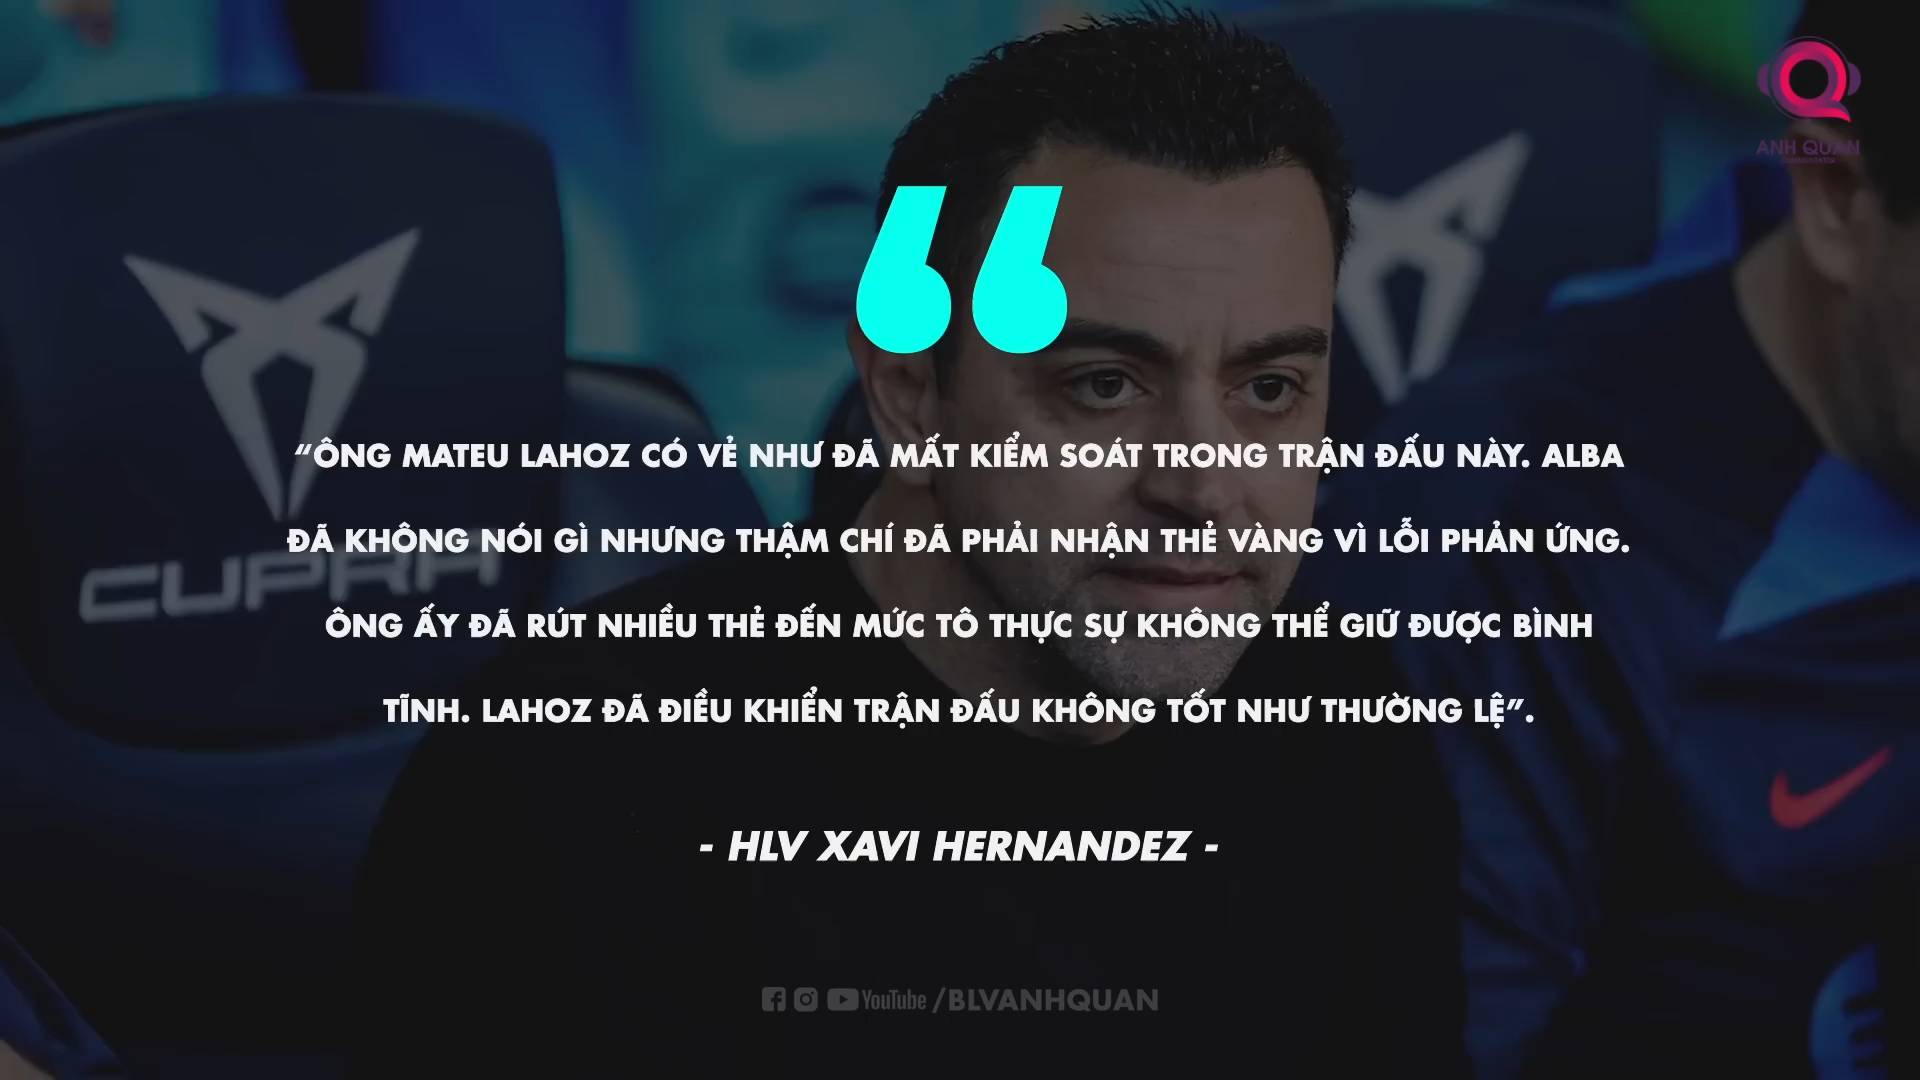 ANH QUÂN
COMMENTATOR
“ÔNG MATEU LAHOZ CÓ VẺ NHƯ ĐÃ MẤT KIỂM SOÁT TRONG TRẬN ĐẤU NÀY. ALBA
ĐÃ KHÔNG NÓI GÌ NHƯNG THẬM CHÍ ĐÃ PHẢI NHẬN THẺ VÀNG VÌ LỖI PHẢN ỨNG.
CUPRA
ÔNG ẤY ĐÃ RÚT NHIỀU THẺ ĐẾN MỨC TÔ THỰC SỰ KHÔNG THỂ GIỮ ĐƯỢC BÌNH
TĨNH. LAHOZ ĐÃ ĐIỀU KHIỂN TRẬN ĐẤU KHÔNG TỐT NHƯ THƯỜNG LỆ”.
- HLV XAVI HERNANDEZ -
YouTube /BLVANHQUAN